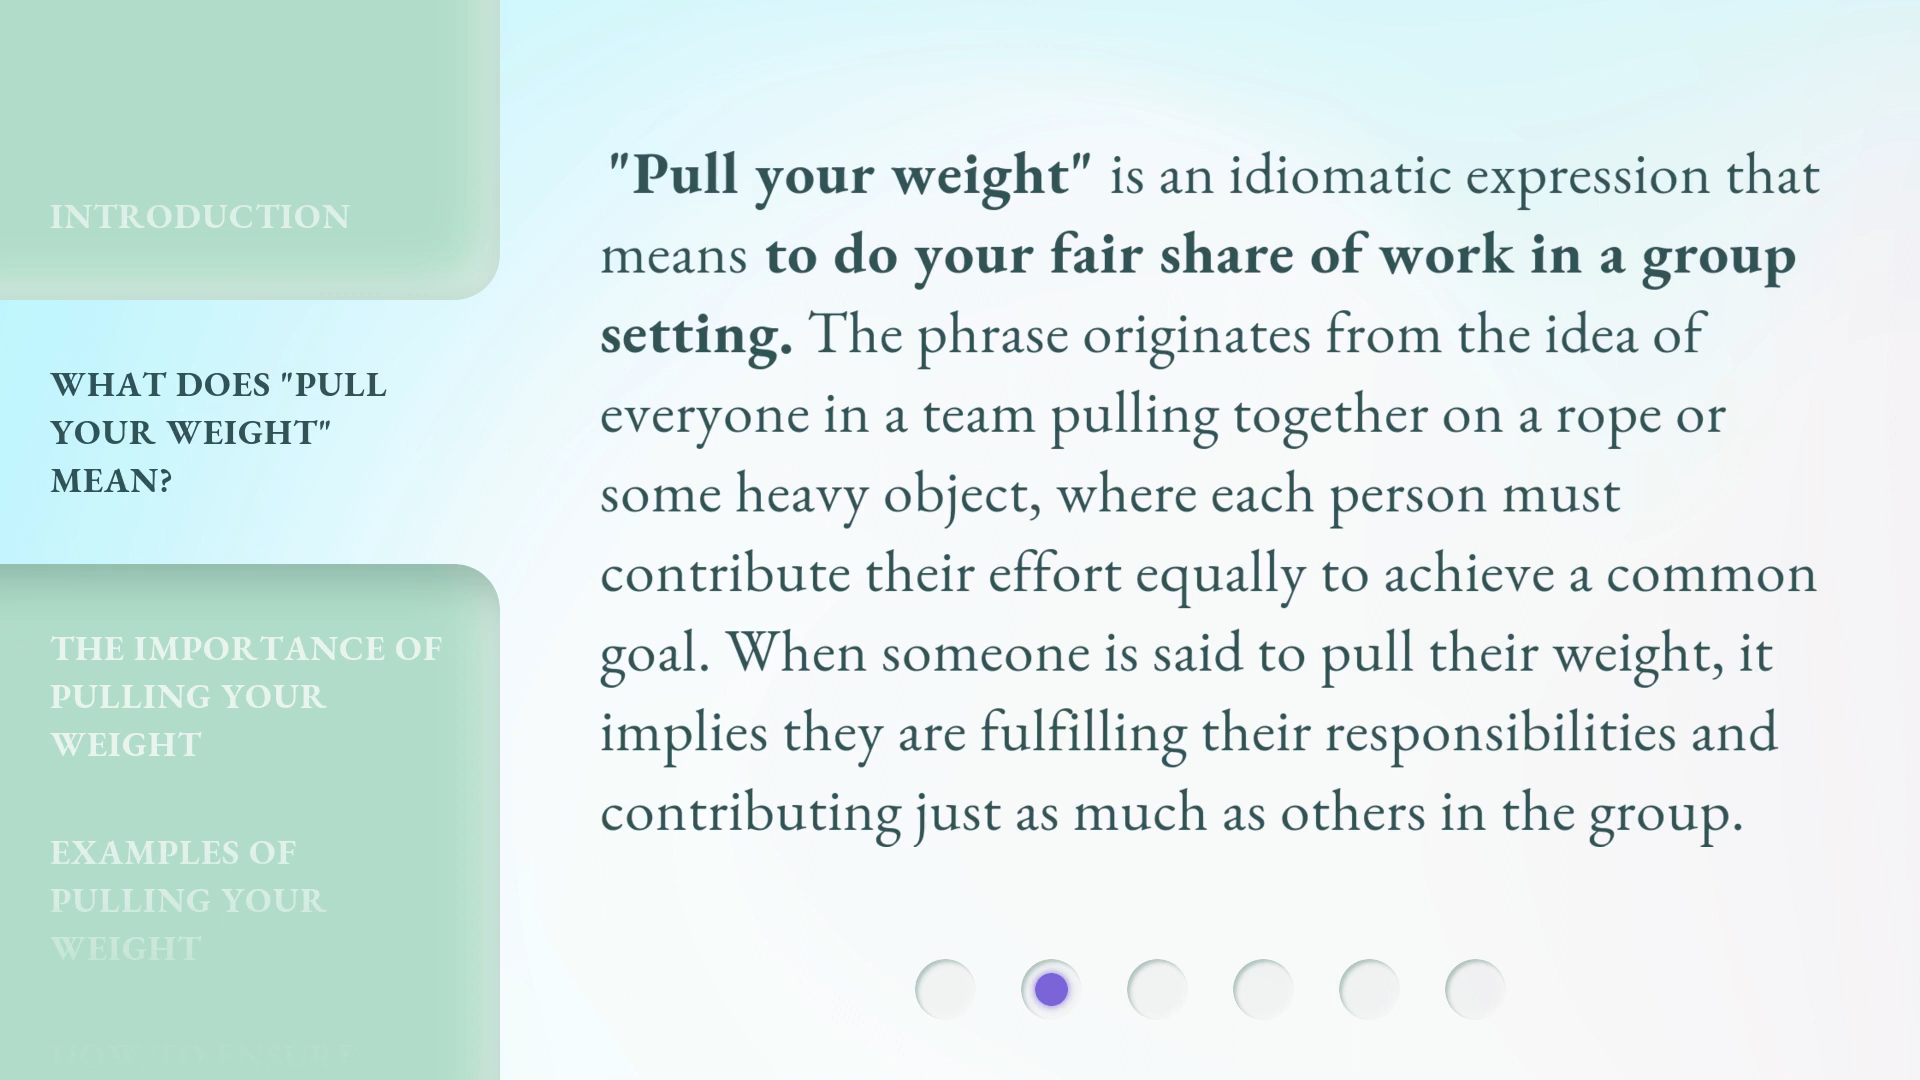 INTRODUCTION
WHAT DOES "PULL
YOUR WEIGHT"
MEAN?
THE IMPORTANCE OF
PULLING YOUR
WEIGHT
EXAMPLES OF
PULLING YOUR
WEIGHT
HOW TO ENSURE
"Pull your weight" is an idiomatic expression that
means to do your fair share of work in a group
setting. The phrase originates from the idea of
everyone in a team pulling together on a rope or
some heavy object, where each person must
contribute their effort equally to achieve a common
goal. When someone is said to pull their weight, it
implies they are fulfilling their responsibilities and
contributing just as much as others in the group.